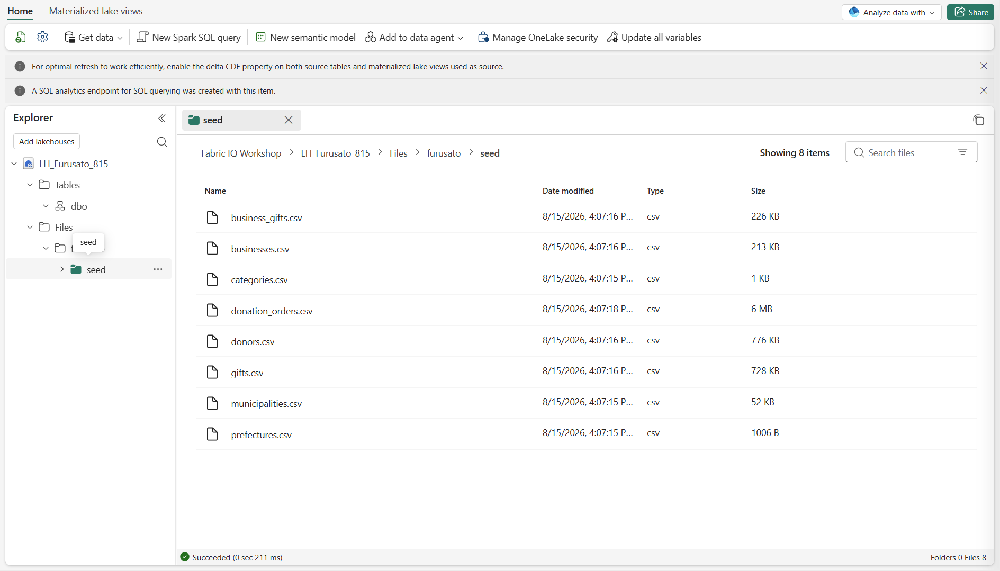 Home Materialized lake views Analyze data with Share
Get data New Spark SQL query New semantic model Add to data agent Manage OneLake security Update all variables
For optimal refresh to work efficiently, enable the delta CDF property on both source tables and materialized lake views used as source.
A SQL analytics endpoint for SQL querying was created with this item.
Explorer
Add lakehouses
LH_Furusato_815
Tables
dbo
Files
seed
seed
seed
Fabric IQ Workshop LH_Furusato_815 Files furusato seed
Showing 8 items
Search files
Name Date modified Type Size
business_gifts.csv 8/15/2026, 4:07:16 P... csv 226 KB
businesses.csv 8/15/2026, 4:07:16 P... csv 213 KB
categories.csv 8/15/2026, 4:07:15 P... csv 1 KB
donation_orders.csv 8/15/2026, 4:07:18 P... csv 6 MB
donors.csv 8/15/2026, 4:07:16 P... csv 776 KB
gifts.csv 8/15/2026, 4:07:16 P... csv 728 KB
municipalities.csv 8/15/2026, 4:07:15 P... csv 52 KB
prefectures.csv 8/15/2026, 4:07:15 P... csv 1006 B
Succeeded (0 sec 211 ms)
Folders 0 Files 8